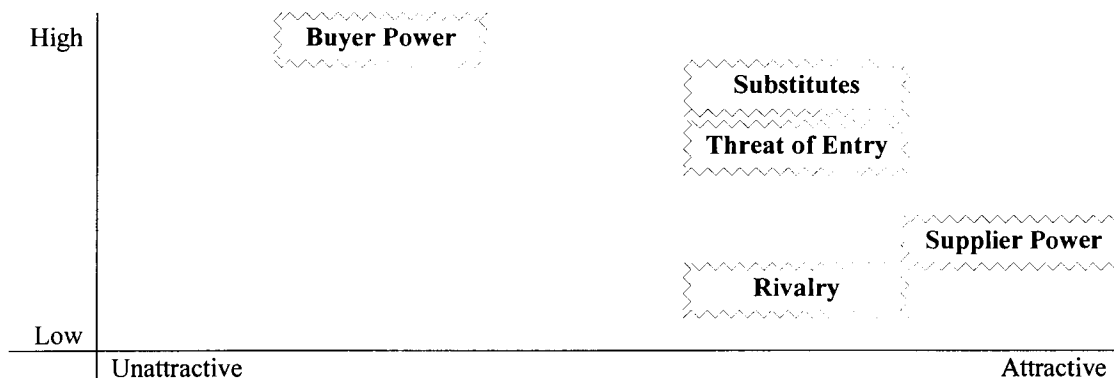 High
Buyer Power
Substitutes
Threat of Entry
Supplier Power
Rivalry
Low
Unattractive Attractive